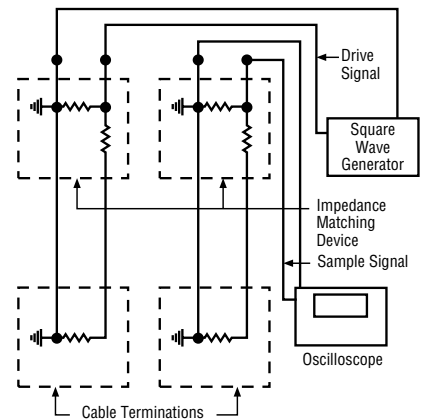 Drive
Signal
Square
Wave
Generator
Impedance
Matching
Device
Sample Signal
Oscilloscope
Cable Terminations